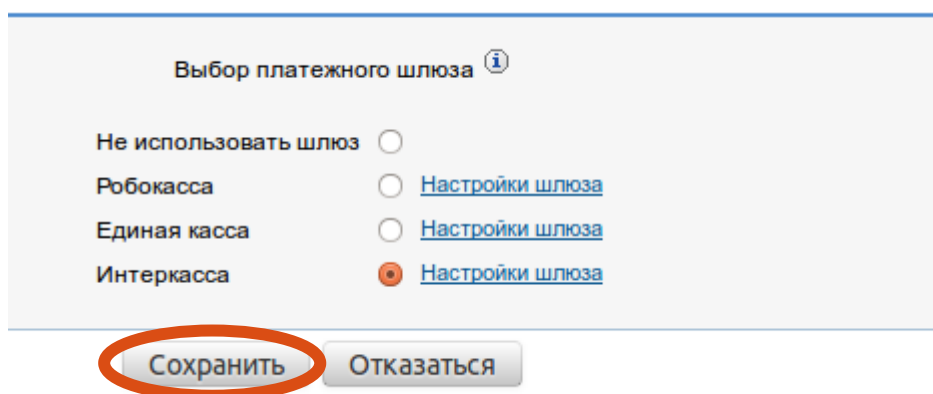 Выбор платежного шлюза
Не использовать шлюз
Робокасса Настройки шлюза
Единая касса Настройки шлюза
Интеркасса Настройки шлюза
Сохранить Отказаться